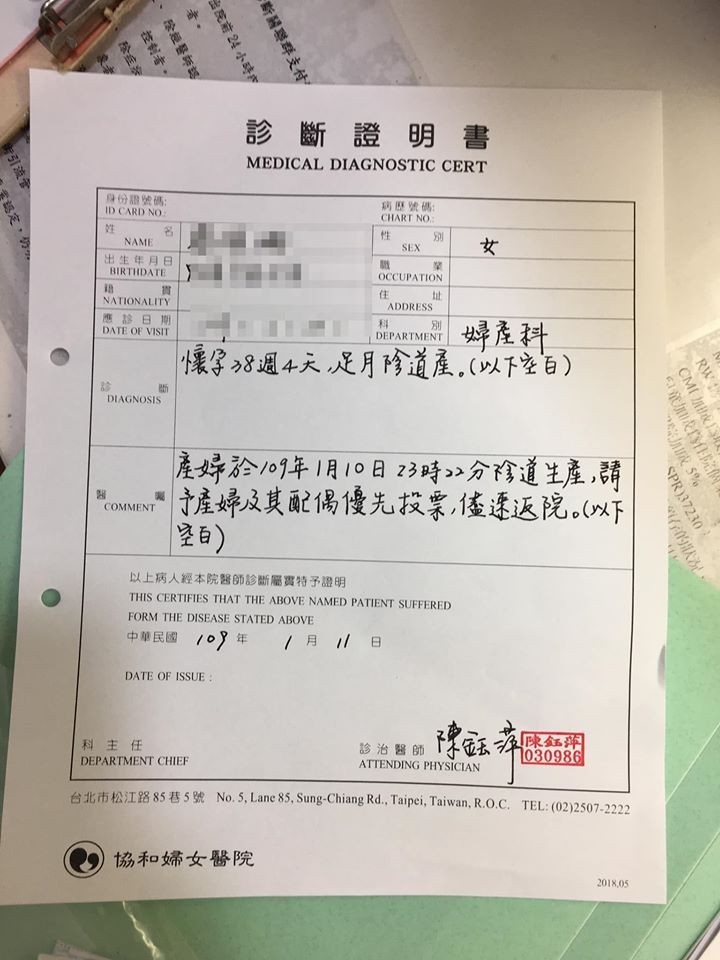 診斷證明書
MEDICAL DIAGNOSTIC CERT
身份證號碼:
ID CARD NO.:
病歷號碼:
CHART NO.:
姓名
NAME
性別
SEX
女
出生年月日
BIRTHDATE
職業
OCCUPATION
籍貫
NATIONALITY
住址
ADDRESS
應診日期
DATE OF VISIT
科別
DEPARTMENT
婦產科
診斷
DIAGNOSIS
懷孕38週4天,足月陰道產。(以下空白)
醫囑
COMMENT
產婦於109年1月10日23時22分陰道生產,請
予產婦及其配偶優先投票,儘速返院。(以下
空白)
以上病人經本院醫師診斷屬實特予證明
THIS CERTIFIES THAT THE ABOVE NAMED PATIENT SUFFERED
FORM THE DISEASE STATED ABOVE
中華民國 109 年 1 月 11 日
DATE OF ISSUE :
科主任
DEPARTMENT CHIEF
診治醫師
ATTENDING PHYSICIAN
陳鈺萍
陳鈺萍
030986
台北市松江路85巷5號 No. 5, Lane 85, Sung-Chiang Rd., Taipei, Taiwan, R.O.C. TEL: (02)2507-2222
協和婦女醫院
2018.05